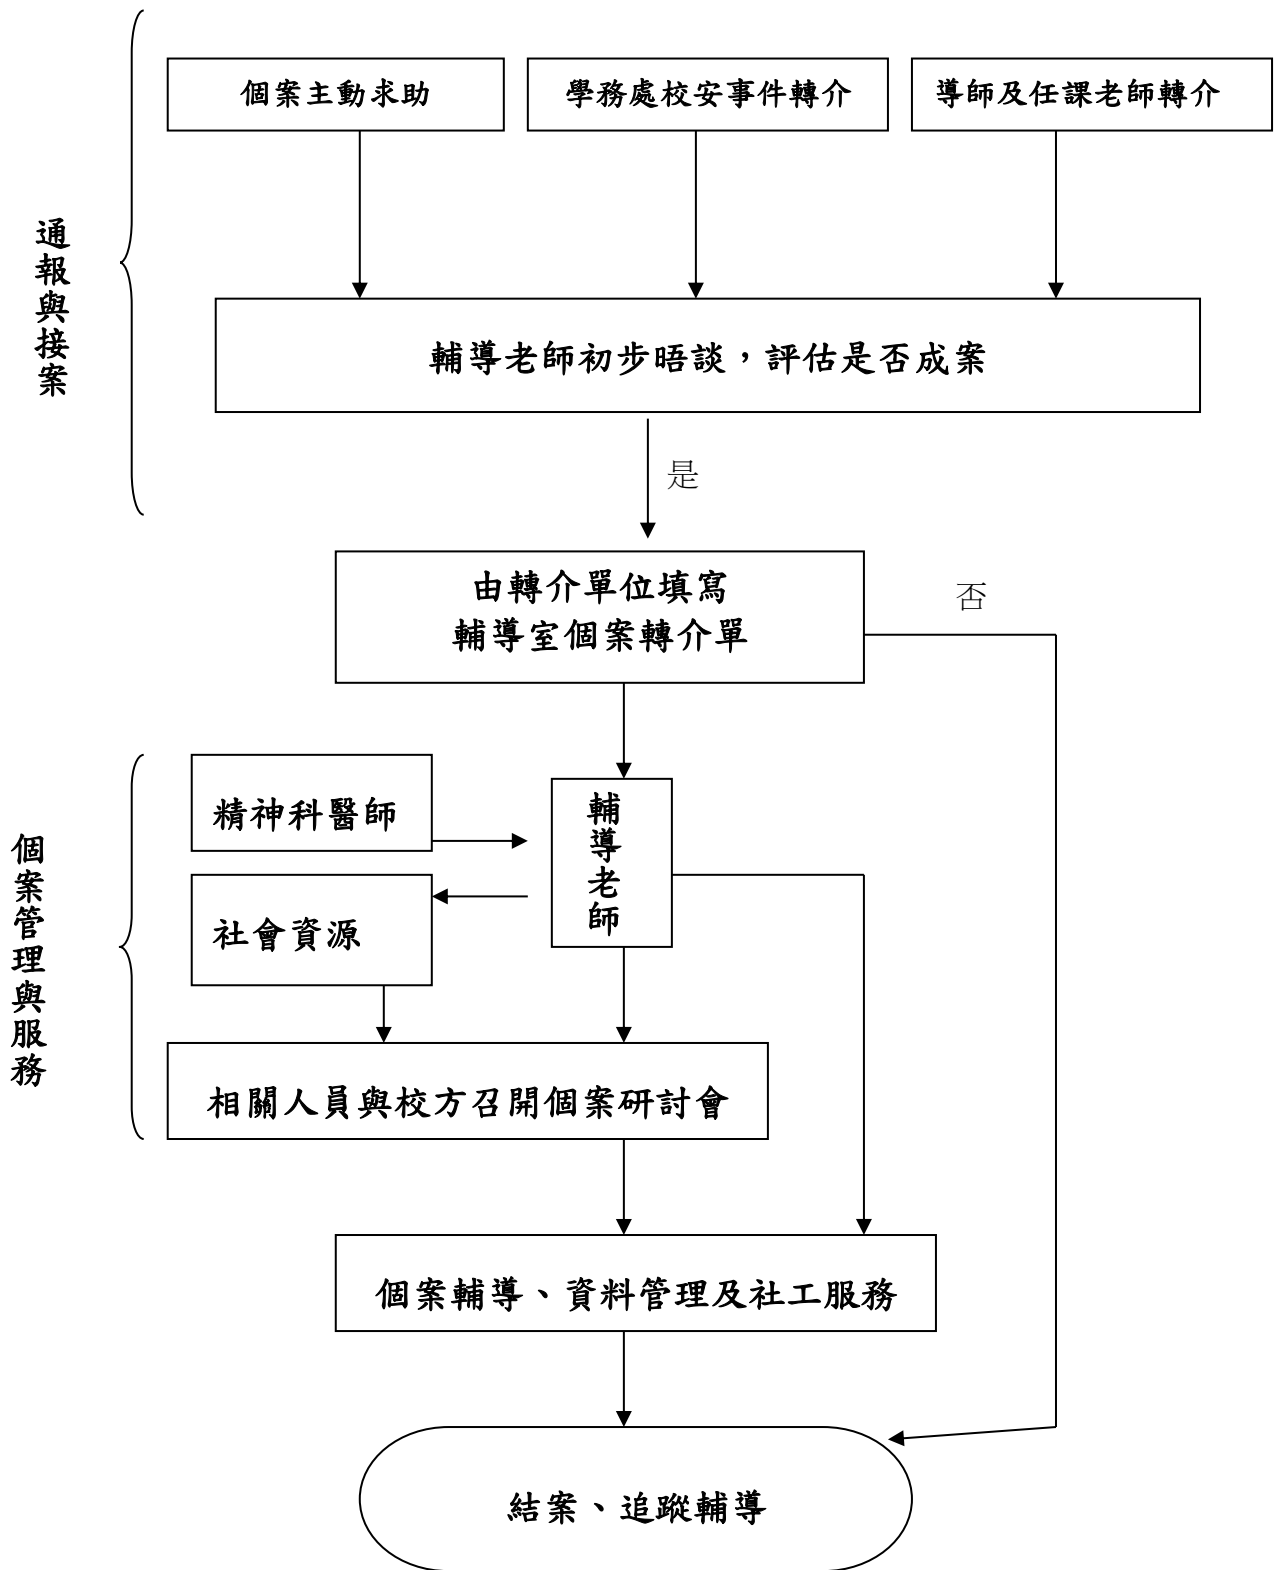 個案主動求助
學務處校安事件轉介
導師及任課老師轉介
通報與接案
輔導老師初步晤談，評估是否成案
是
由轉介單位填寫
輔導室個案轉介單
否
精神科醫師
輔導老師
社會資源
個案管理與服務
相關人員與校方召開個案研討會
個案輔導、資料管理及社工服務
結案、追蹤輔導